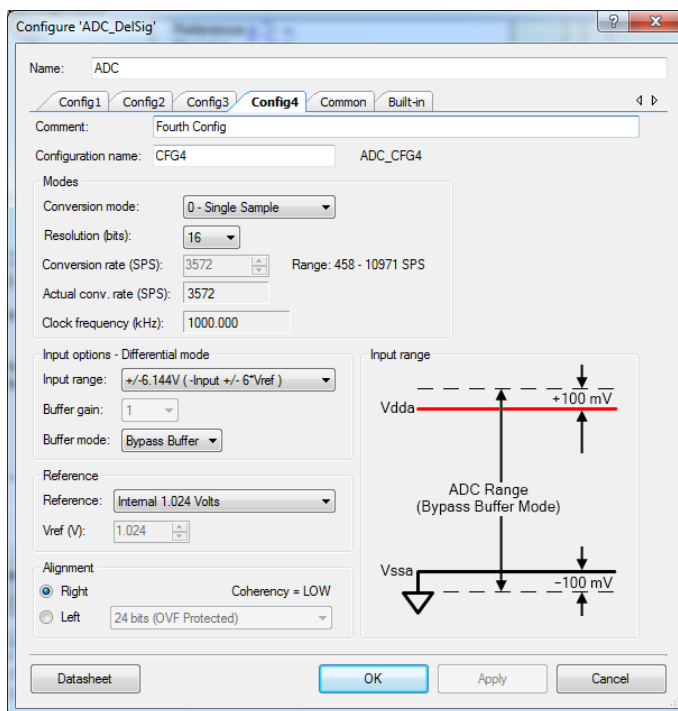 Configure 'ADC_DelSig'
Name: ADC
Config1 Config2 Config3 Config4 Common Built-in
Comment: Fourth Config
Configuration name: CFG4 ADC_CFG4
Modes
Conversion mode: 0 - Single Sample
Resolution (bits): 16
Conversion rate (SPS): 3572 Range: 458 - 10971 SPS
Actual conv. rate (SPS): 3572
Clock frequency (kHz): 1000.000
Input options - Differential mode
Input range: +/-6.144V ( -Input +/- 6*Vref )
Buffer gain: 1
Buffer mode: Bypass Buffer
Reference
Reference: Internal 1.024 Volts
Vref (V): 1.024
Alignment
Right Coherency = LOW
Left 24 bits (OVF Protected)
Input range
+100 mV
Vdda
ADC Range
(Bypass Buffer Mode)
Vssa
−100 mV
Datasheet OK Apply Cancel